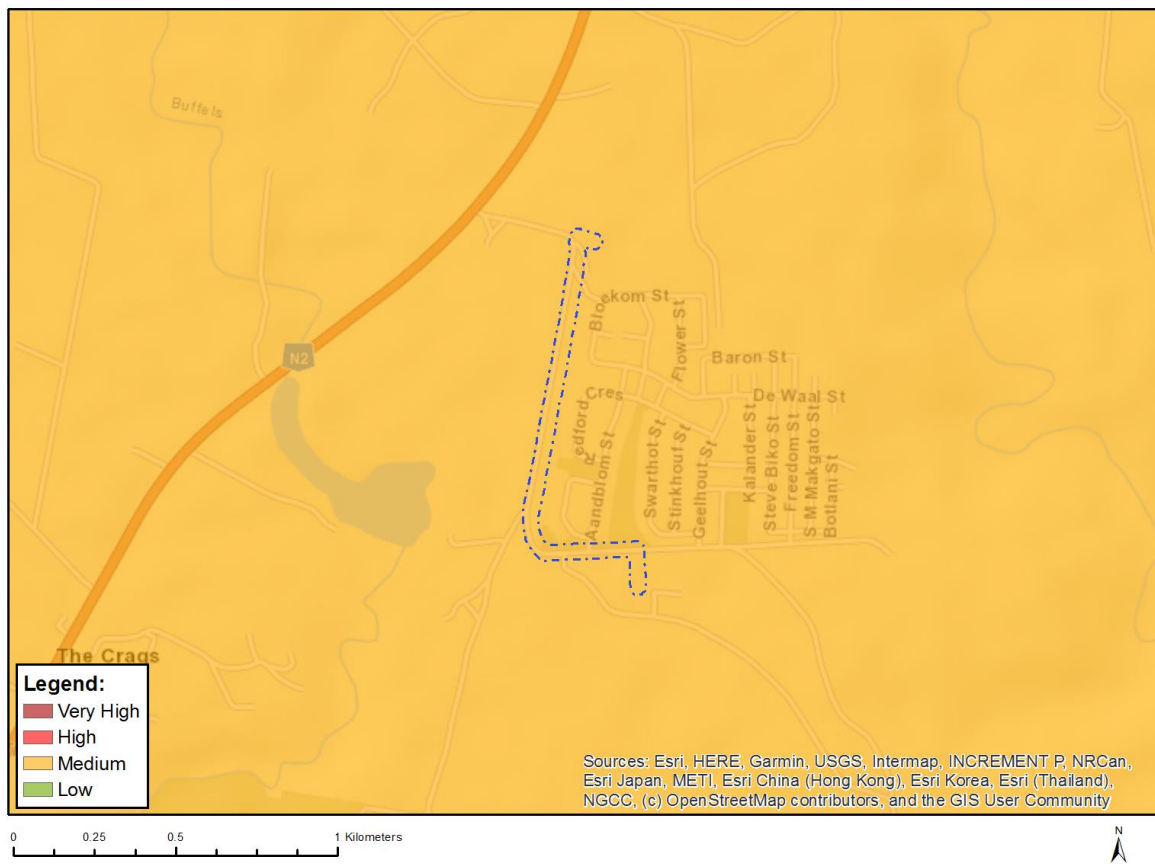 Buffels
Bloekom St
Flower St
Baron St
N2
Cres
De Waal St
Redford
Aandblom St
Swarthot St
Stinkhout St
Geelhout St
Kalander St
Steve Biko St
Freedom St
S M Makgato St
Botlani St
The Crags
Legend:
Very High
High
Medium
Low
Sources: Esri, HERE, Garmin, USGS, Intermap, INCREMENT P, NRCan,
Esri Japan, METI, Esri China (Hong Kong), Esri Korea, Esri (Thailand),
NGCC, (c) OpenStreetMap contributors, and the GIS User Community
0 0.25 0.5 1 Kilometers
N